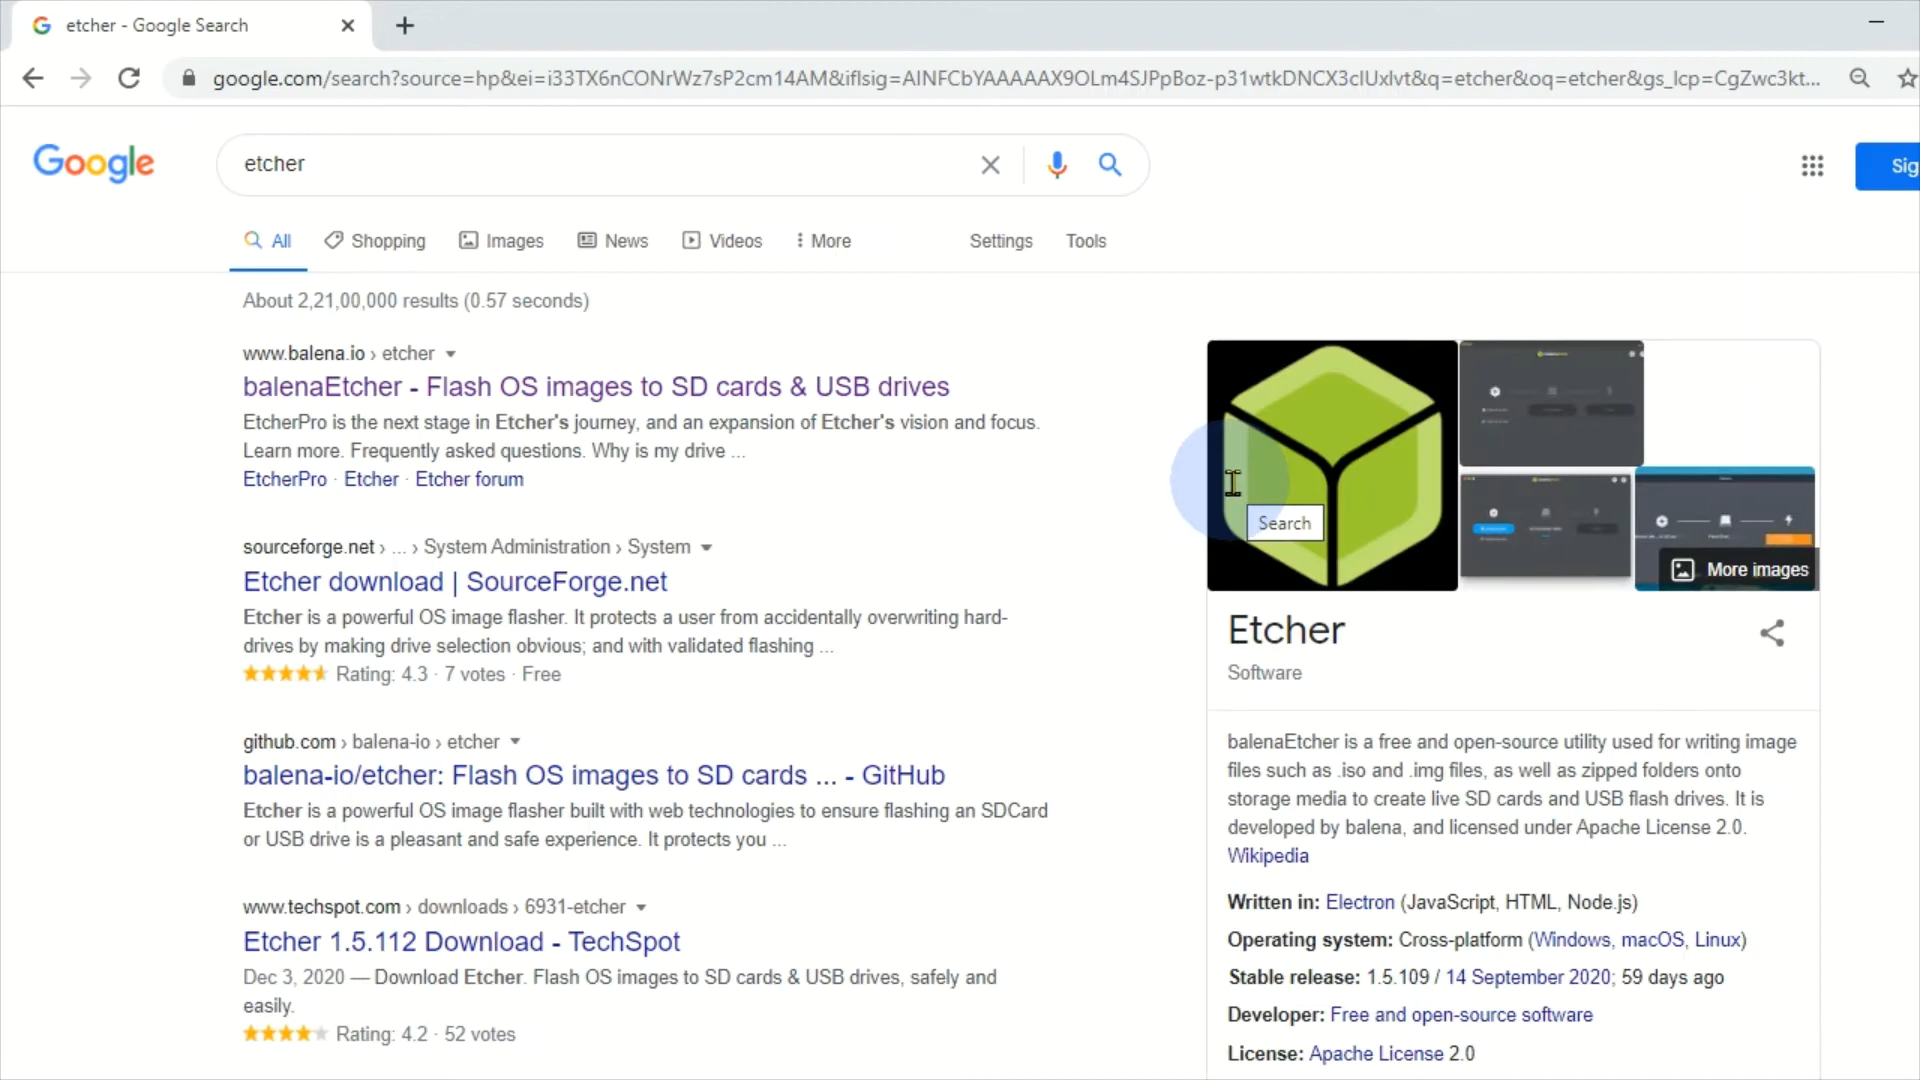 etcher - Google Search
google.com/search?source=hp&ei=i33TX6nCONrWz7sP2cm14AM&iflsig=AINFCbYAAAAAX9OLm4SJPpBoz-p31wtkDNCX3clUxlvt&q=etcher&oq=etcher&gs_lcp=CgZwc3kt...
Google
etcher
Sig
All Shopping Images News Videos More Settings Tools
About 2,21,00,000 results (0.57 seconds)
www.balena.io › etcher
balenaEtcher - Flash OS images to SD cards & USB drives
EtcherPro is the next stage in Etcher's journey, and an expansion of Etcher's vision and focus.
Learn more. Frequently asked questions. Why is my drive ...
EtcherPro · Etcher · Etcher forum
sourceforge.net › ... › System Administration › System
Etcher download | SourceForge.net
Etcher is a powerful OS image flasher. It protects a user from accidentally overwriting hard-
drives by making drive selection obvious; and with validated flashing ...
Rating: 4.3 · 7 votes · Free
github.com › balena-io › etcher
balena-io/etcher: Flash OS images to SD cards ... - GitHub
Etcher is a powerful OS image flasher built with web technologies to ensure flashing an SDCard
or USB drive is a pleasant and safe experience. It protects you ...
www.techspot.com › downloads › 6931-etcher
Etcher 1.5.112 Download - TechSpot
Dec 3, 2020 — Download Etcher. Flash OS images to SD cards & USB drives, safely and
easily.
Rating: 4.2 · 52 votes
Search
More images
Etcher
Software
balenaEtcher is a free and open-source utility used for writing image
files such as .iso and .img files, as well as zipped folders onto
storage media to create live SD cards and USB flash drives. It is
developed by balena, and licensed under Apache License 2.0.
Wikipedia
Written in: Electron (JavaScript, HTML, Node.js)
Operating system: Cross-platform (Windows, macOS, Linux)
Stable release: 1.5.109 / 14 September 2020; 59 days ago
Developer: Free and open-source software
License: Apache License 2.0